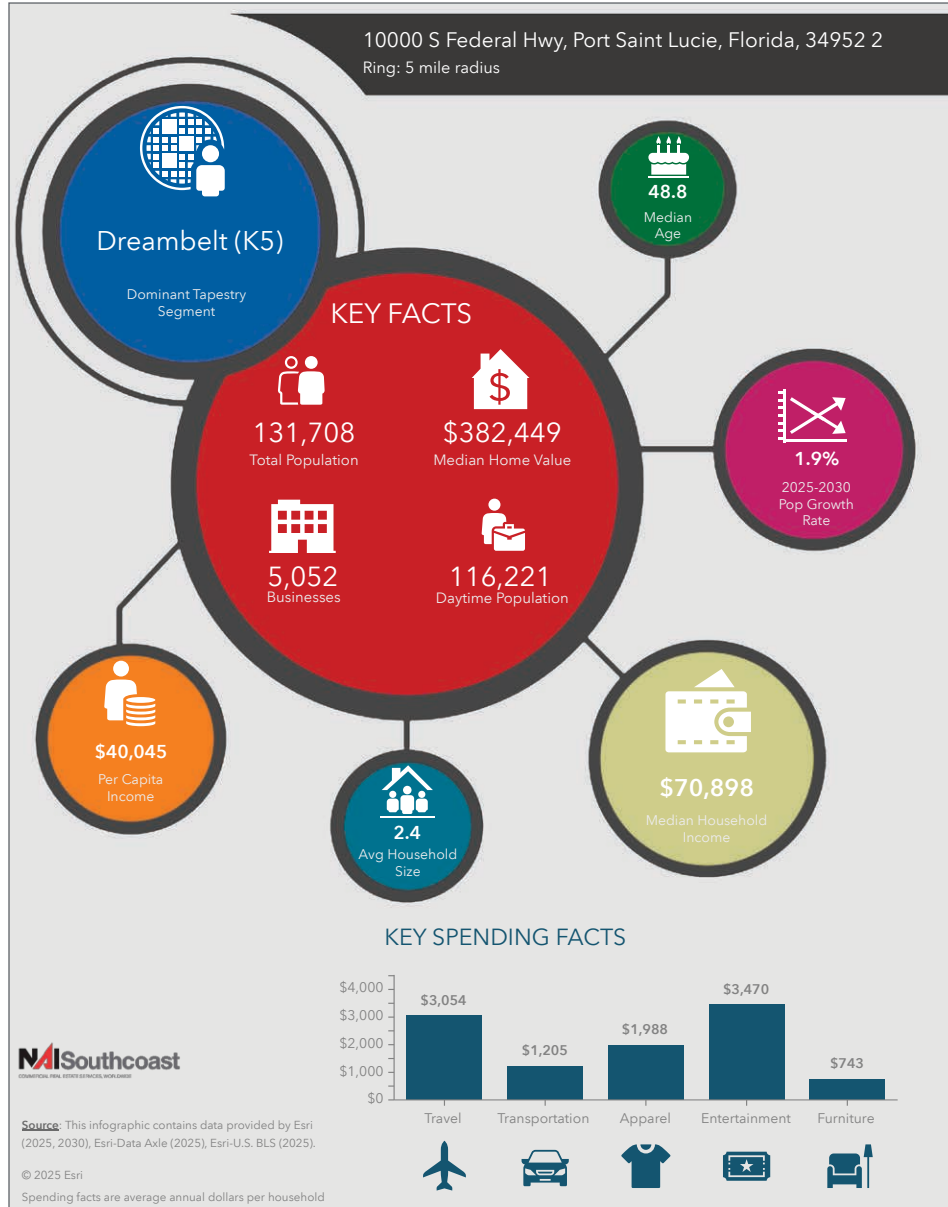 10000 S Federal Hwy, Port Saint Lucie, Florida, 34952 2
Ring: 5 mile radius
Dreambelt (K5)
Dominant Tapestry
Segment
48.8
Median
Age
KEY FACTS
131,708
Total Population
$382,449
Median Home Value
5,052
Businesses
116,221
Daytime Population
1.9%
2025-2030
Pop Growth
Rate
$40,045
Per Capita
Income
2.4
Avg Household
Size
$70,898
Median Household
Income
KEY SPENDING FACTS
$4,000
$3,000
$2,000
$1,000
$0
$3,054
$1,205
$1,988
$3,470
$743
Travel
Transportation
Apparel
Entertainment
Furniture
NAISouthcoast
COMMERCIAL REAL ESTATE SERVICES, WORLDWIDE
Source: This infographic contains data provided by Esri
(2025, 2030), Esri-Data Axle (2025), Esri-U.S. BLS (2025).
© 2025 Esri
Spending facts are average annual dollars per household